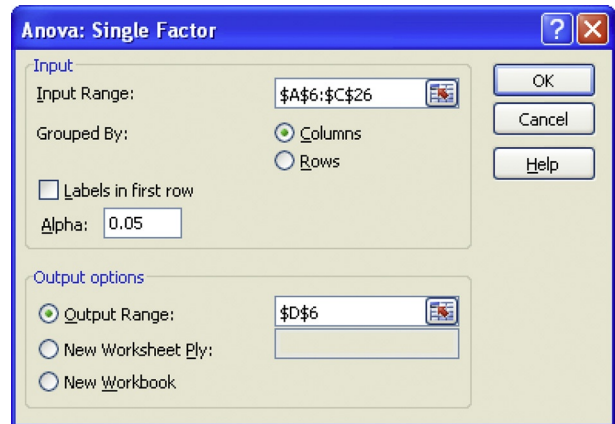 Anova: Single Factor
Input
Input Range: $A$6:$C$26
Grouped By: Columns
Rows
Labels in first row
Alpha: 0.05
Output options
Output Range: $D$6
New Worksheet Ply:
New Workbook
OK
Cancel
Help